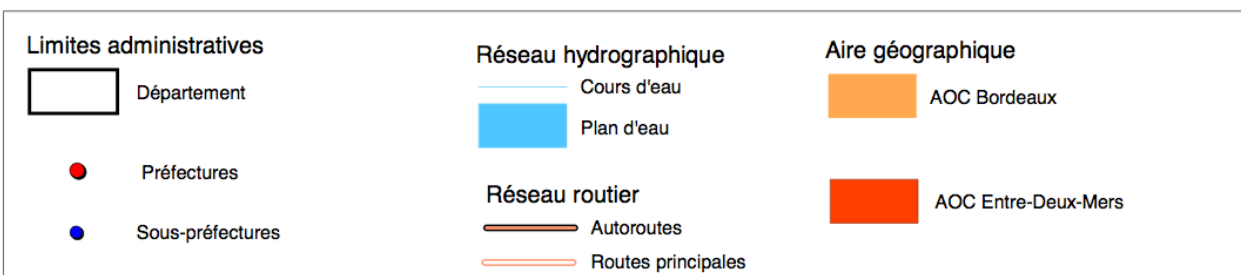 Limites administratives
Département
Préfectures
Sous-préfectures
Réseau hydrographique
Cours d'eau
Plan d'eau
Réseau routier
Autoroutes
Routes principales
Aire géographique
AOC Bordeaux
AOC Entre-Deux-Mers